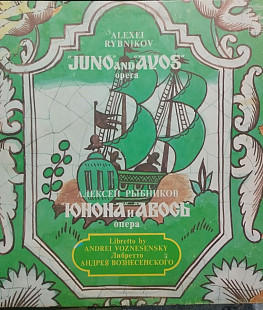 ALEXEI
RYBNIKOV
JUNO AND AVOS
opera
АЛЕКСЕЙ РЫБНИКОВ
ЮНОНА И АВОСЬ
опера
Libretto by
ANDREI VOZNESENSKY
Либретто
АНДРЕЯ ВОЗНЕСЕНСКОГО